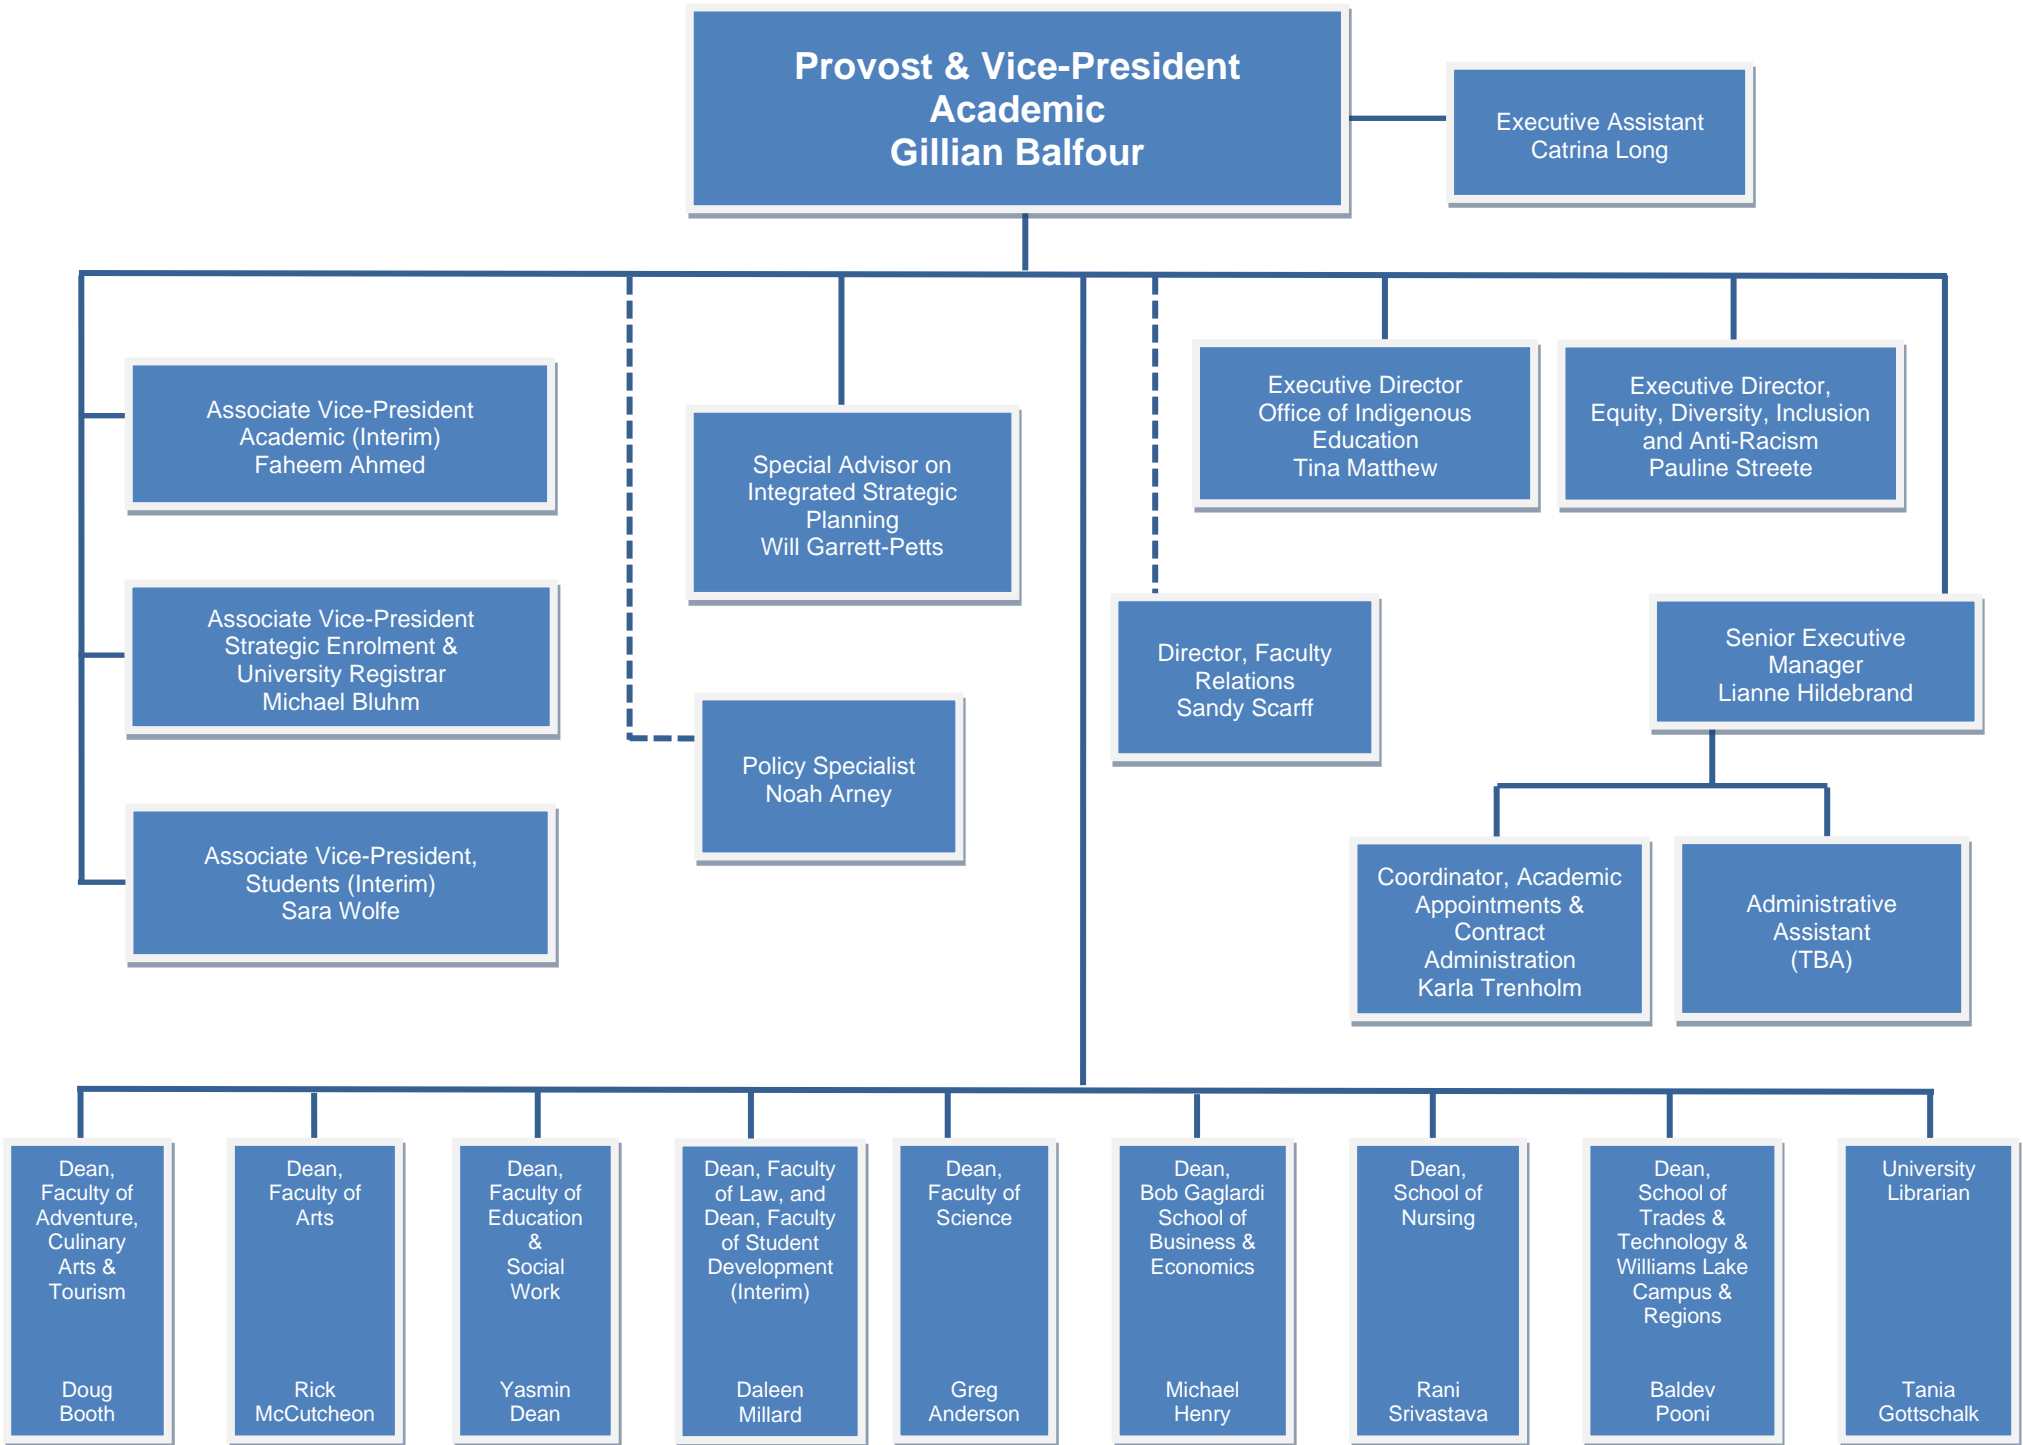 Provost & Vice-President
Academic
Gillian Balfour
Executive Assistant
Catrina Long
Associate Vice-President
Academic (Interim)
Faheem Ahmed
Associate Vice-President
Strategic Enrolment &
University Registrar
Michael Bluhm
Associate Vice-President,
Students (Interim)
Sara Wolfe
Special Advisor on
Integrated Strategic
Planning
Will Garrett-Petts
Policy Specialist
Noah Arney
Director, Faculty
Relations
Sandy Scarff
Executive Director
Office of Indigenous
Education
Tina Matthew
Executive Director,
Equity, Diversity, Inclusion
and Anti-Racism
Pauline Streete
Senior Executive
Manager
Lianne Hildebrand
Coordinator, Academic
Appointments &
Contract
Administration
Karla Trenholm
Administrative
Assistant
(TBA)
Dean,
Faculty of
Adventure,
Culinary
Arts &
Tourism
Doug
Booth
Dean,
Faculty of
Arts
Rick
McCutcheon
Dean,
Faculty of
Education
&
Social
Work
Yasmin
Dean
Dean, Faculty
of Law, and
Dean, Faculty
of Student
Development
(Interim)
Daleen
Millard
Dean,
Faculty of
Science
Greg
Anderson
Dean,
Bob Gaglardi
School of
Business &
Economics
Michael
Henry
Dean,
School of
Nursing
Rani
Srivastava
Dean,
School of
Trades &
Technology &
Williams Lake
Campus &
Regions
Baldev
Pooni
University
Librarian
Tania
Gottschalk